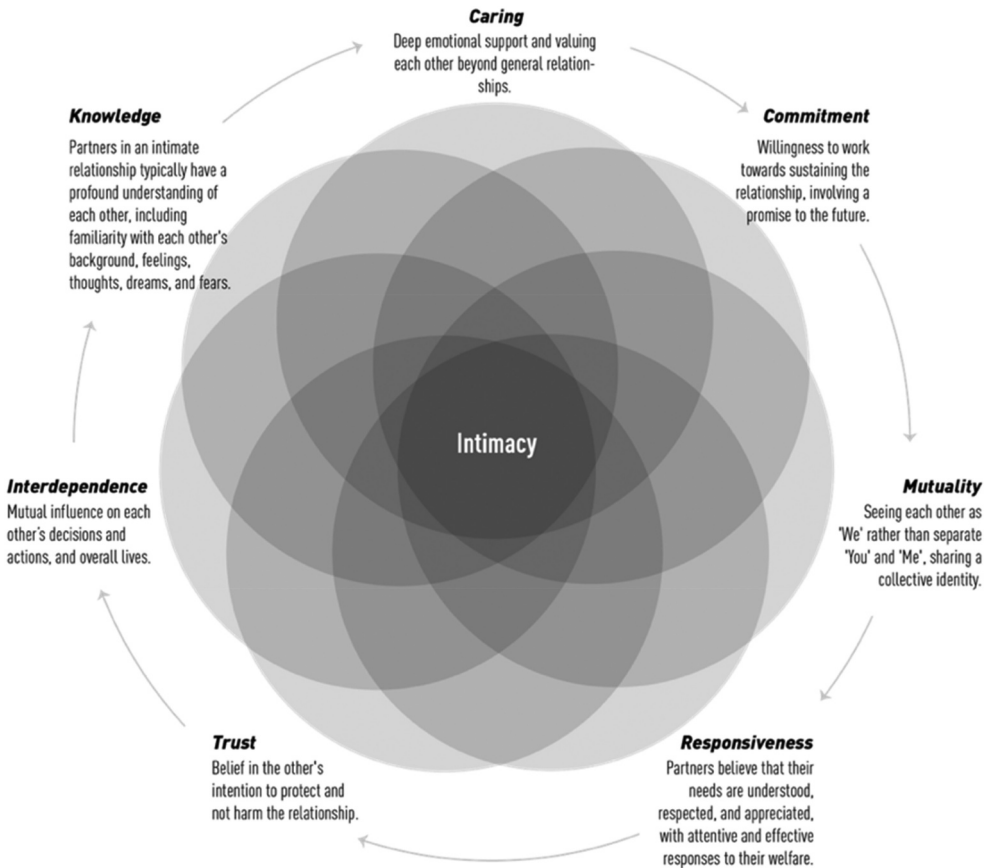 Caring
Deep emotional support and valuing
each other beyond general relation-
ships.
Commitment
Willingness to work
towards sustaining the
relationship, involving a
promise to the future.
Mutuality
Seeing each other as
'We' rather than separate
'You' and 'Me', sharing a
collective identity.
Responsiveness
Partners believe that their
needs are understood,
respected, and appreciated,
with attentive and effective
responses to their welfare.
Trust
Belief in the other's
intention to protect and
not harm the relationship.
Interdependence
Mutual influence on each
other's decisions and
actions, and overall lives.
Knowledge
Partners in an intimate
relationship typically have a
profound understanding of
each other, including
familiarity with each other's
background, feelings,
thoughts, dreams, and fears.
Intimacy